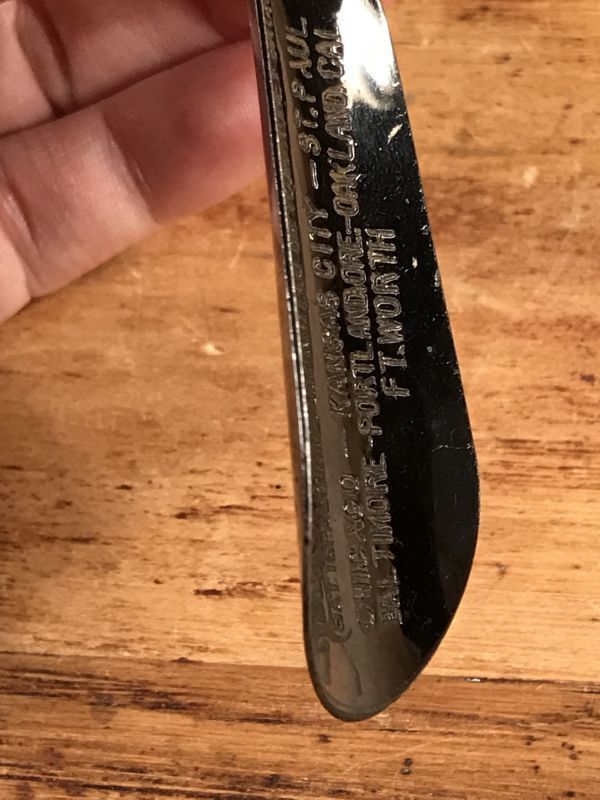 CHICAGO – KANSAS CITY – ST. PAUL
BALTIMORE – PORTLAND.ORE. – OAKLAND.CAL
FT. WORTH